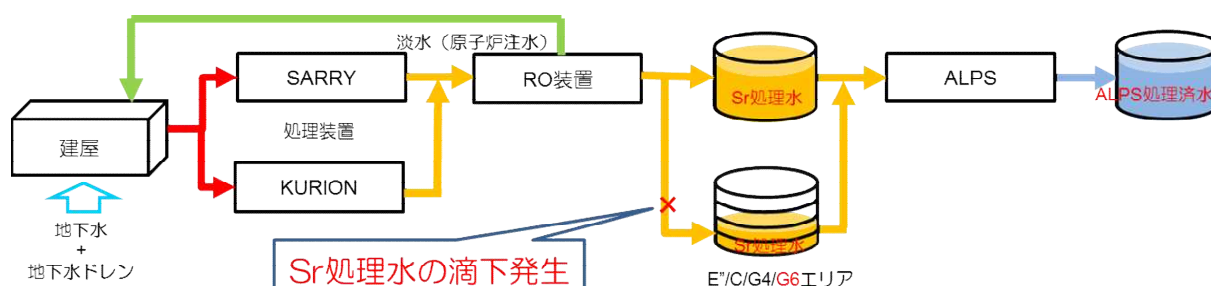 淡水（原子炉注水）
SARRY
RO装置
Sr処理水
ALPS
ALPS処理済水
建屋
処理装置
KURION
×
Sr処理水
地下水
+
地下水ドレン
Sr処理水の滴下発生
E”/C/G4/G6エリア